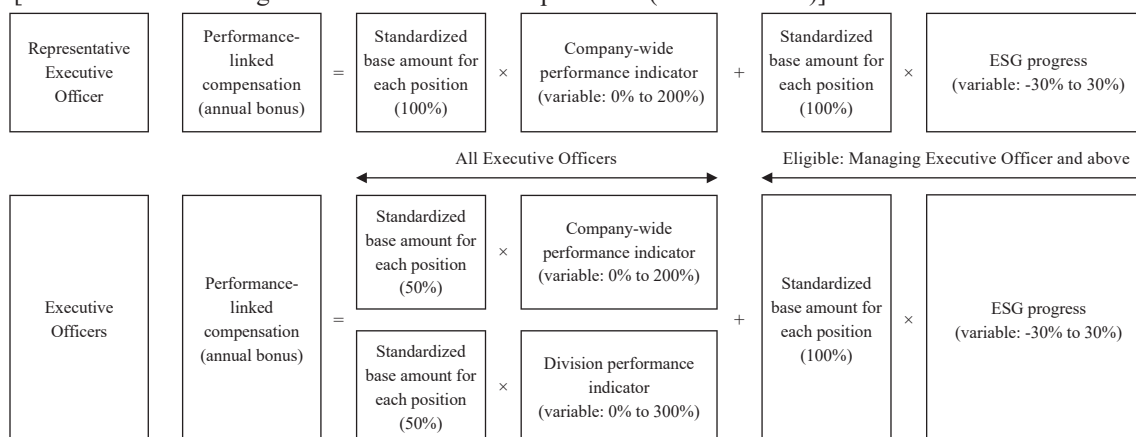 Representative
Executive
Officer
Performance-
linked
compensation
(annual bonus)
=
Standardized
base amount for
each position
(100%)
×
Company-wide
performance indicator
(variable: 0% to 200%)
+
Standardized
base amount for
each position
(100%)
×
ESG progress
(variable: -30% to 30%)
All Executive Officers
Eligible: Managing Executive Officer and above
Executive
Officers
Performance-
linked
compensation
(annual bonus)
=
Standardized
base amount for
each position
(50%)
×
Company-wide
performance indicator
(variable: 0% to 200%)
Standardized
base amount for
each position
(50%)
×
Division performance
indicator
(variable: 0% to 300%)
+
Standardized
base amount for
each position
(100%)
×
ESG progress
(variable: -30% to 30%)